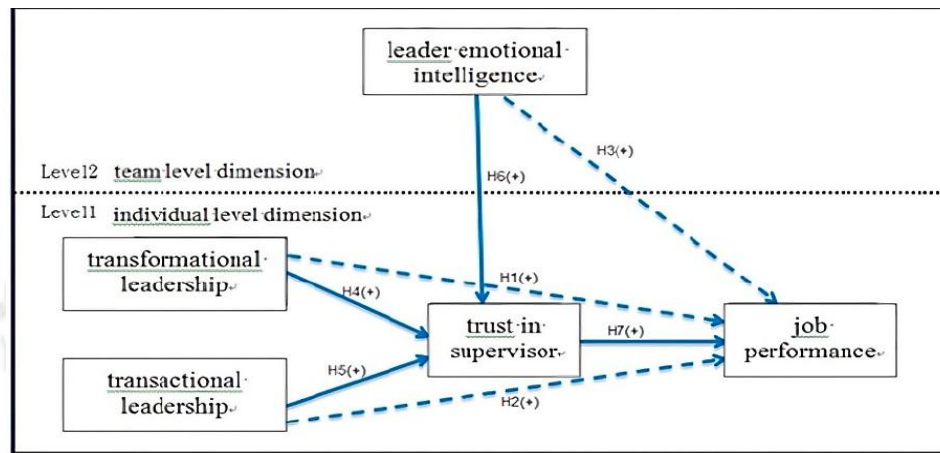 leader emotional
intelligence
H3(+)
Level2 team level dimension
H6(+)
Level1 individual level dimension
transformational
leadership
H1(+)
H4(+)
trust in
supervisor
H7(+)
job
performance
H5(+)
transactional
leadership
H2(+)